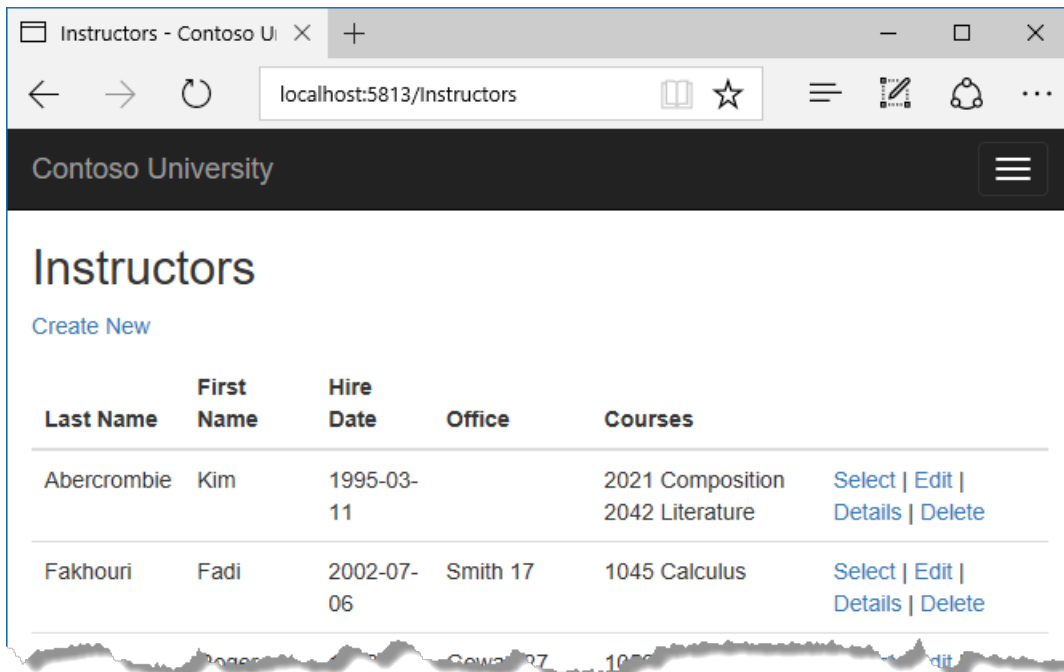 Instructors - Contoso U
localhost:5813/Instructors
Contoso University
Instructors
Create New
Last Name First Name Hire Date Office Courses
Abercrombie Kim 1995-03-11 2021 Composition Select | Edit |
2042 Literature Details | Delete
Fakhouri Fadi 2002-07-06 Smith 17 1045 Calculus Select | Edit |
Details | Delete